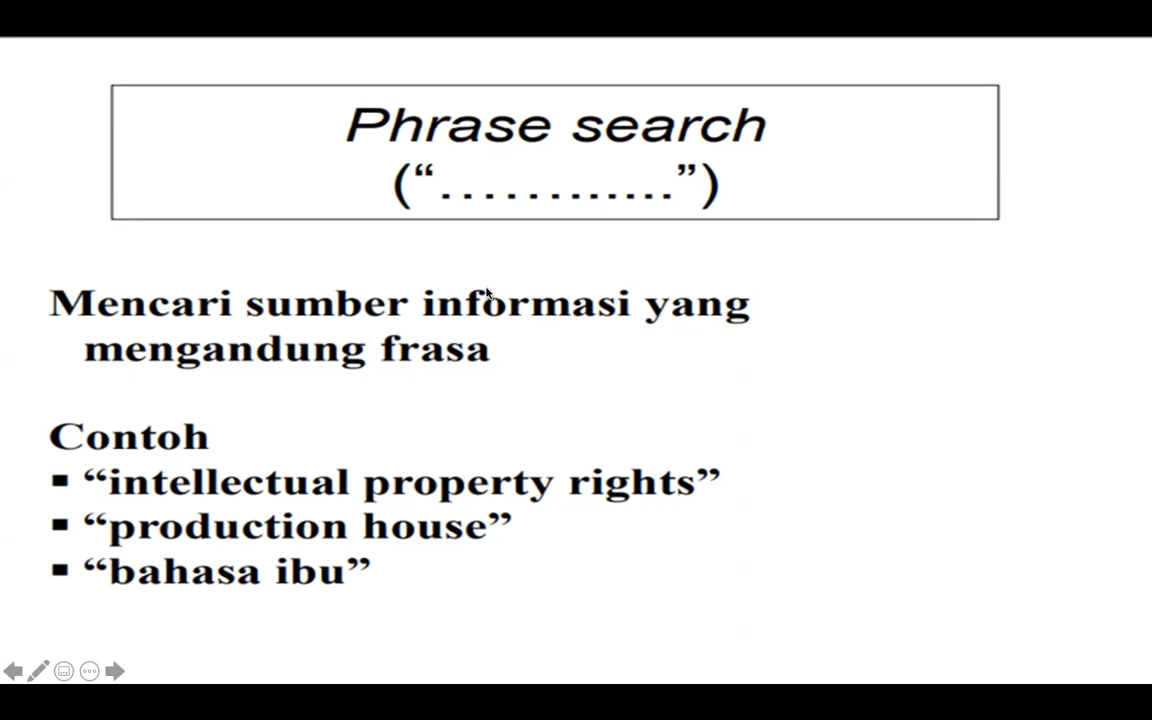 Phrase search
(“............”)
Mencari sumber informasi yang
mengandung frasa
Contoh
▪ “intellectual property rights”
▪ “production house”
▪ “bahasa ibu”